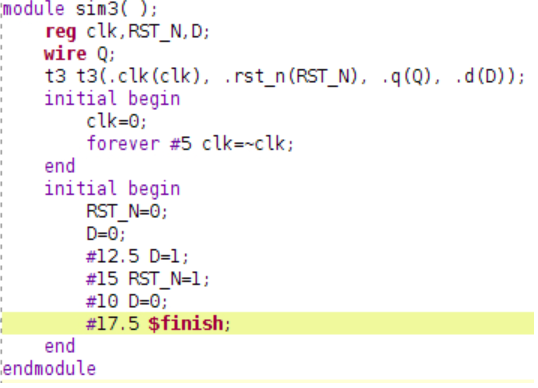 module sim3( );
reg clk,RST_N,D;
wire Q;
t3 t3(.clk(clk), .rst_n(RST_N), .q(Q), .d(D));
initial begin
clk=0;
forever #5 clk=~clk;
end
initial begin
RST_N=0;
D=0;
#12.5 D=1;
#15 RST_N=1;
#10 D=0;
#17.5 $finish;
end
endmodule